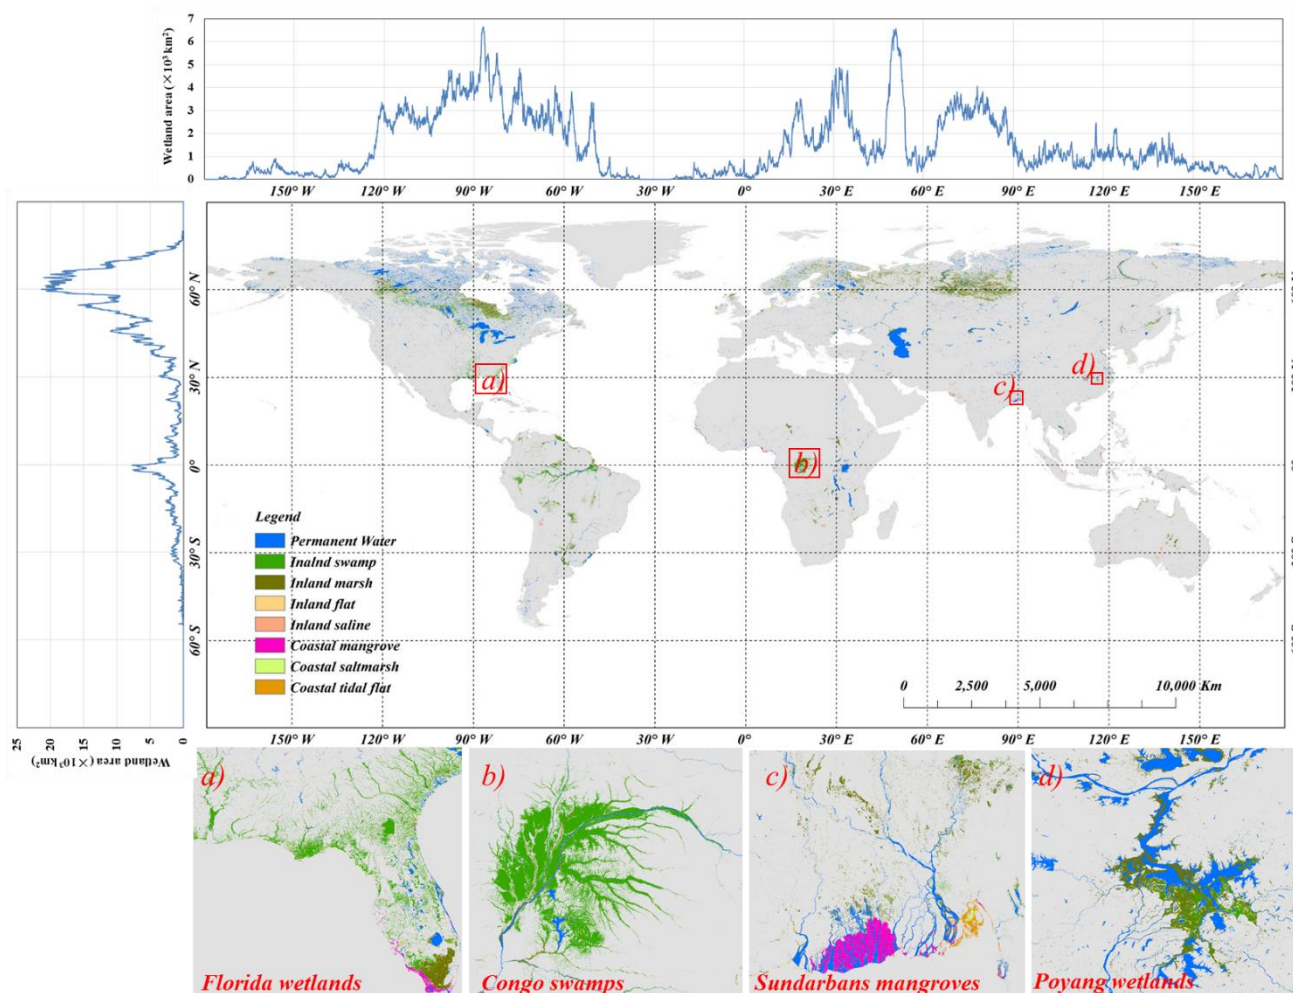 Wetland area (×10³ km²)
7
6
5
4
3
2
1
0
150° W 120° W 90° W 60° W 30° W 0° 30° E 60° E 90° E 120° E 150° E
60° N
30° N
0°
30° S
60° S
a)
b)
c)
d)
Legend
Permanent Water
Inalnd swamp
Inland marsh
Inland flat
Inland saline
Coastal mangrove
Coastal saltmarsh
Coastal tidal flat
0 2,500 5,000 10,000 Km
25 20 15 10 5 0
Wetland area (×10³ km²)
150° W 120° W 90° W 60° W 30° W 0° 30° E 60° E 90° E 120° E 150° E
a)
Florida wetlands
b)
Congo swamps
c)
Sundarbans mangroves
d)
Poyang wetlands